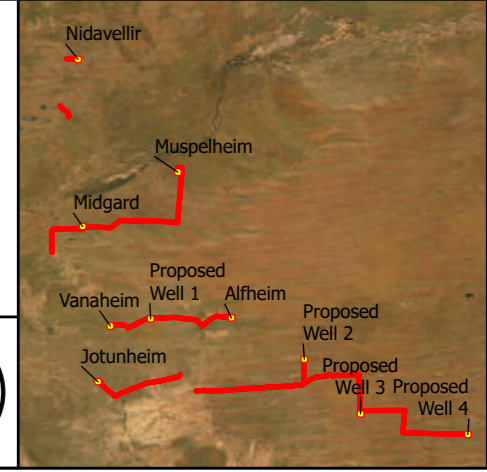 Nidavellir
Muspelheim
Midgard
Proposed
Well 1
Vanaheim
Alfheim
Proposed
Well 2
Jotunheim
Proposed
Well 3
Proposed
Well 4